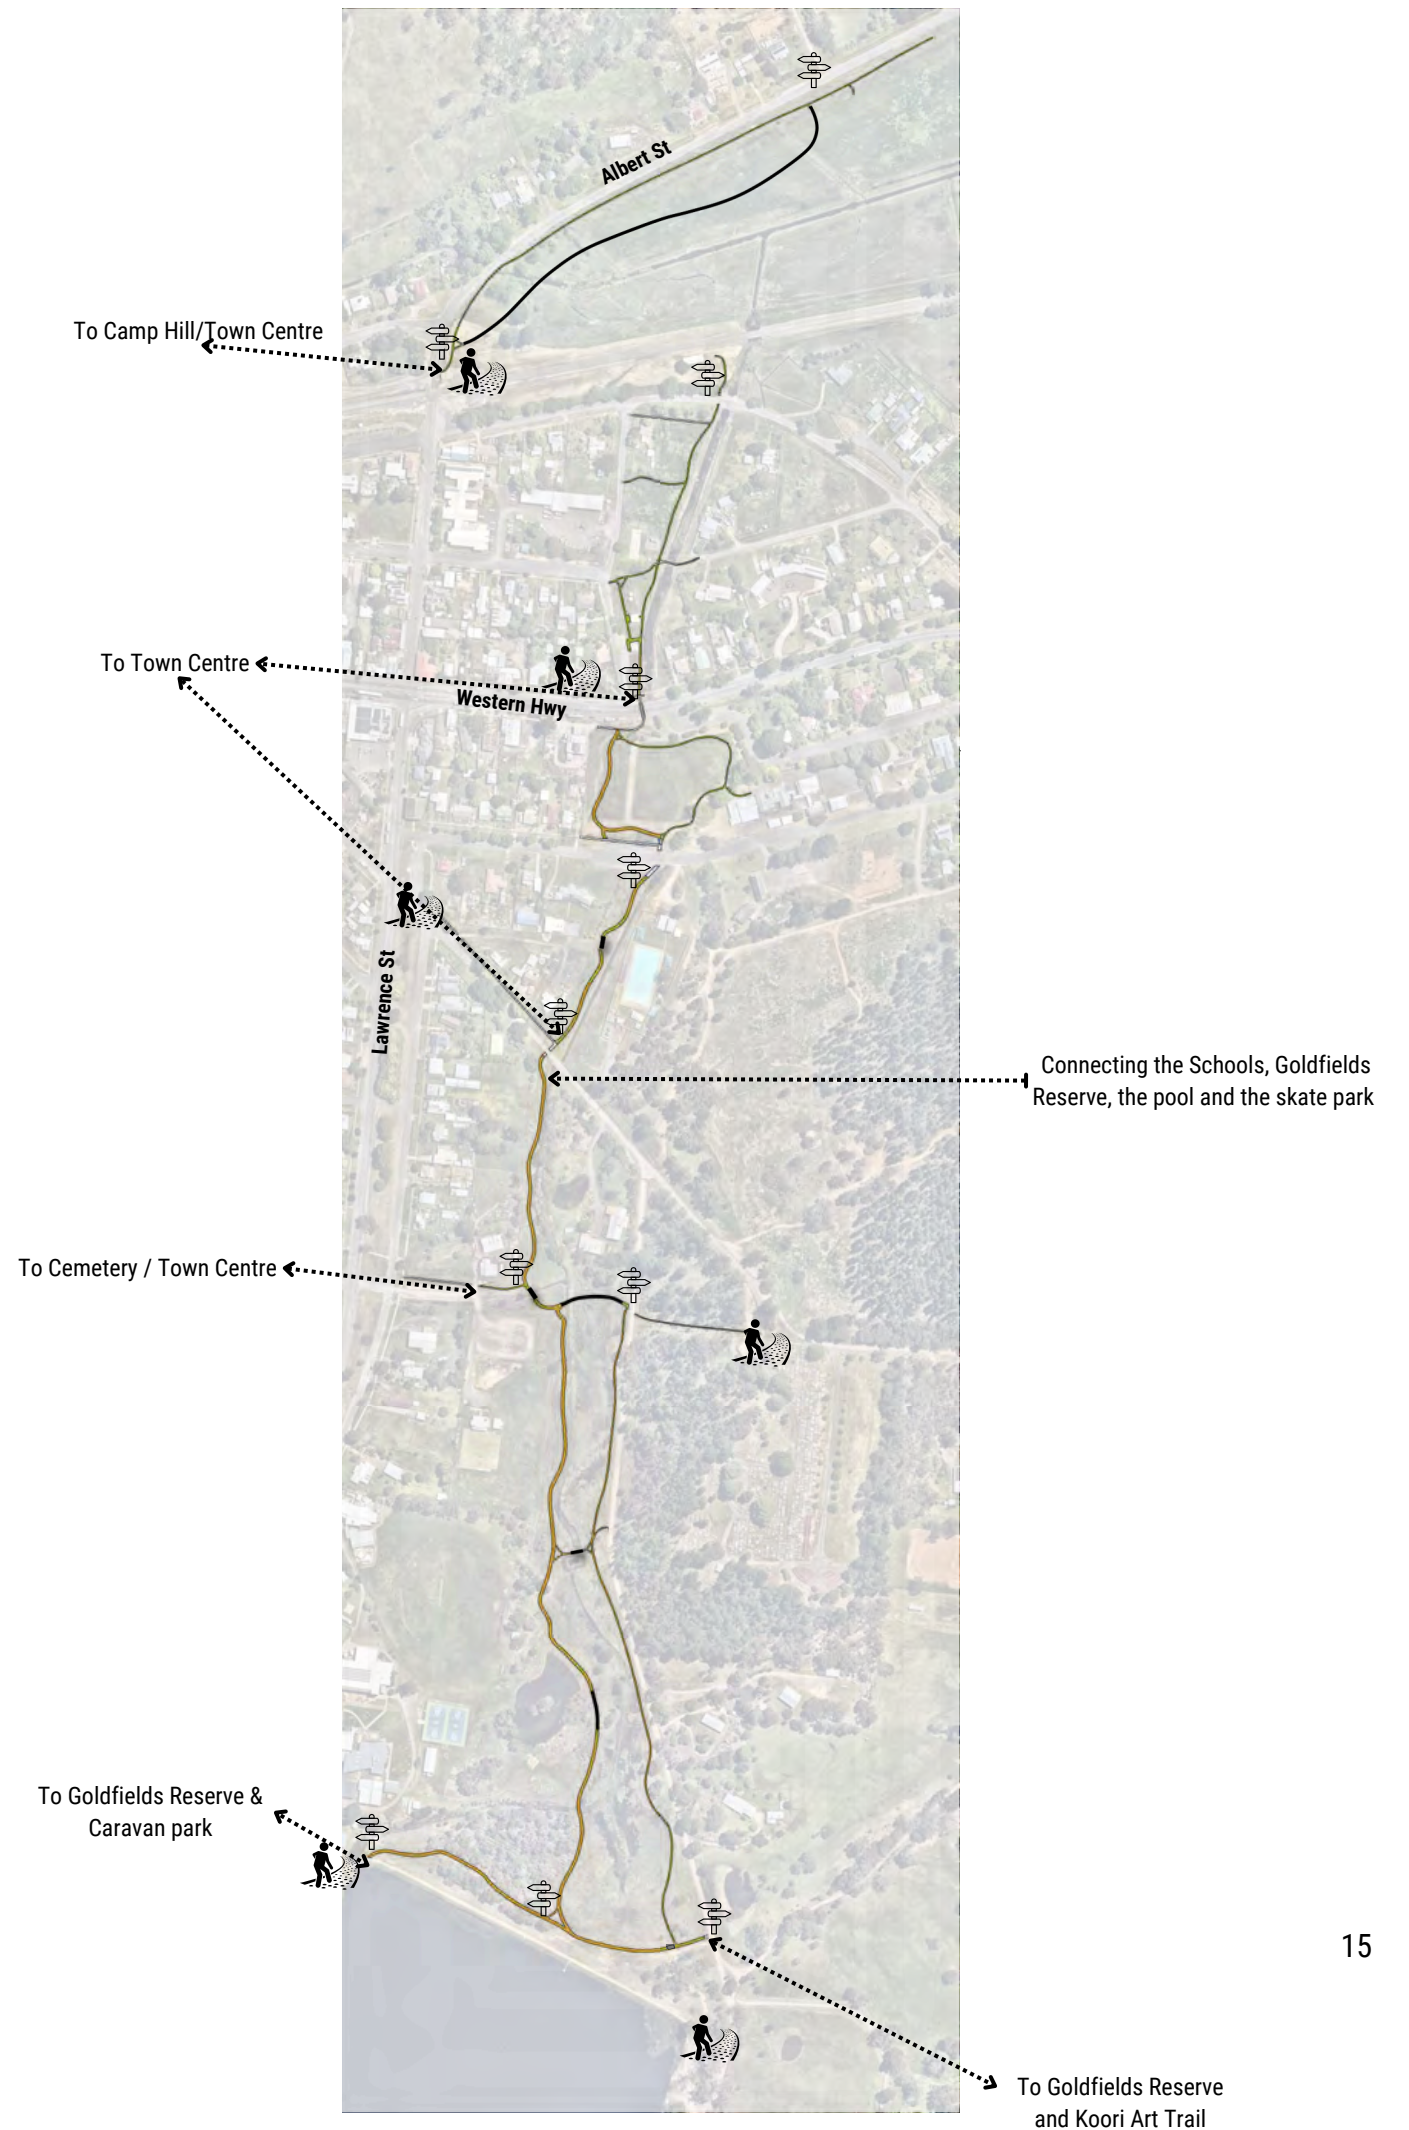 Albert St
To Camp Hill/Town Centre
To Town Centre
Western Hwy
Lawrence St
Connecting the Schools, Goldfields
Reserve, the pool and the skate park
To Cemetery / Town Centre
To Goldfields Reserve &
Caravan park
15
To Goldfields Reserve
and Koori Art Trail